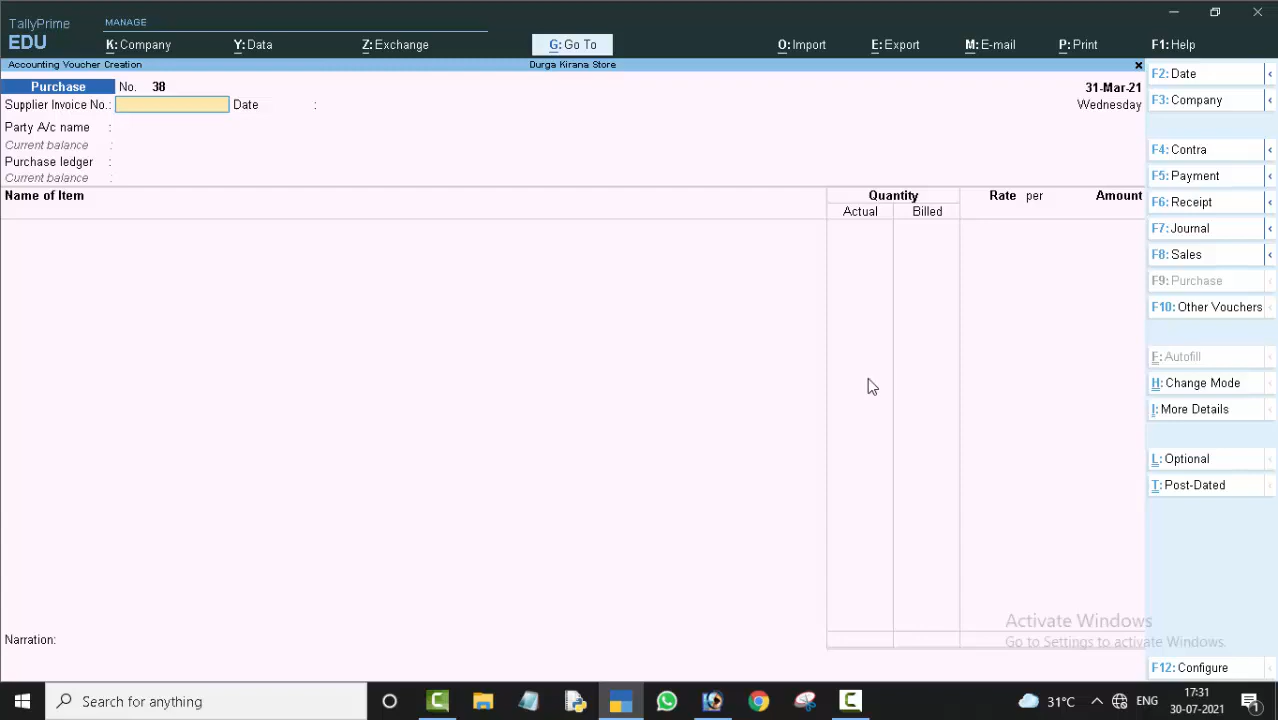 TallyPrime
EDU
MANAGE
K: Company
Y: Data
Z: Exchange
G: Go To
O: Import
E: Export
M: E-mail
P: Print
F1: Help
Accounting Voucher Creation
Durga Kirana Store
Purchase No. 38
31-Mar-21
Supplier Invoice No.: Date :
Wednesday
Party A/c name :
Current balance :
Purchase ledger :
Current balance :
Name of Item
Quantity
Rate per
Amount
Actual Billed
Narration:
F2: Date
F3: Company
F4: Contra
F5: Payment
F6: Receipt
F7: Journal
F8: Sales
F9: Purchase
F10: Other Vouchers
F: Autofill
H: Change Mode
I: More Details
L: Optional
T: Post-Dated
Activate Windows
Go to Settings to activate Windows.
F12: Configure
Search for anything
31°C
ENG
17:31
30-07-2021
1